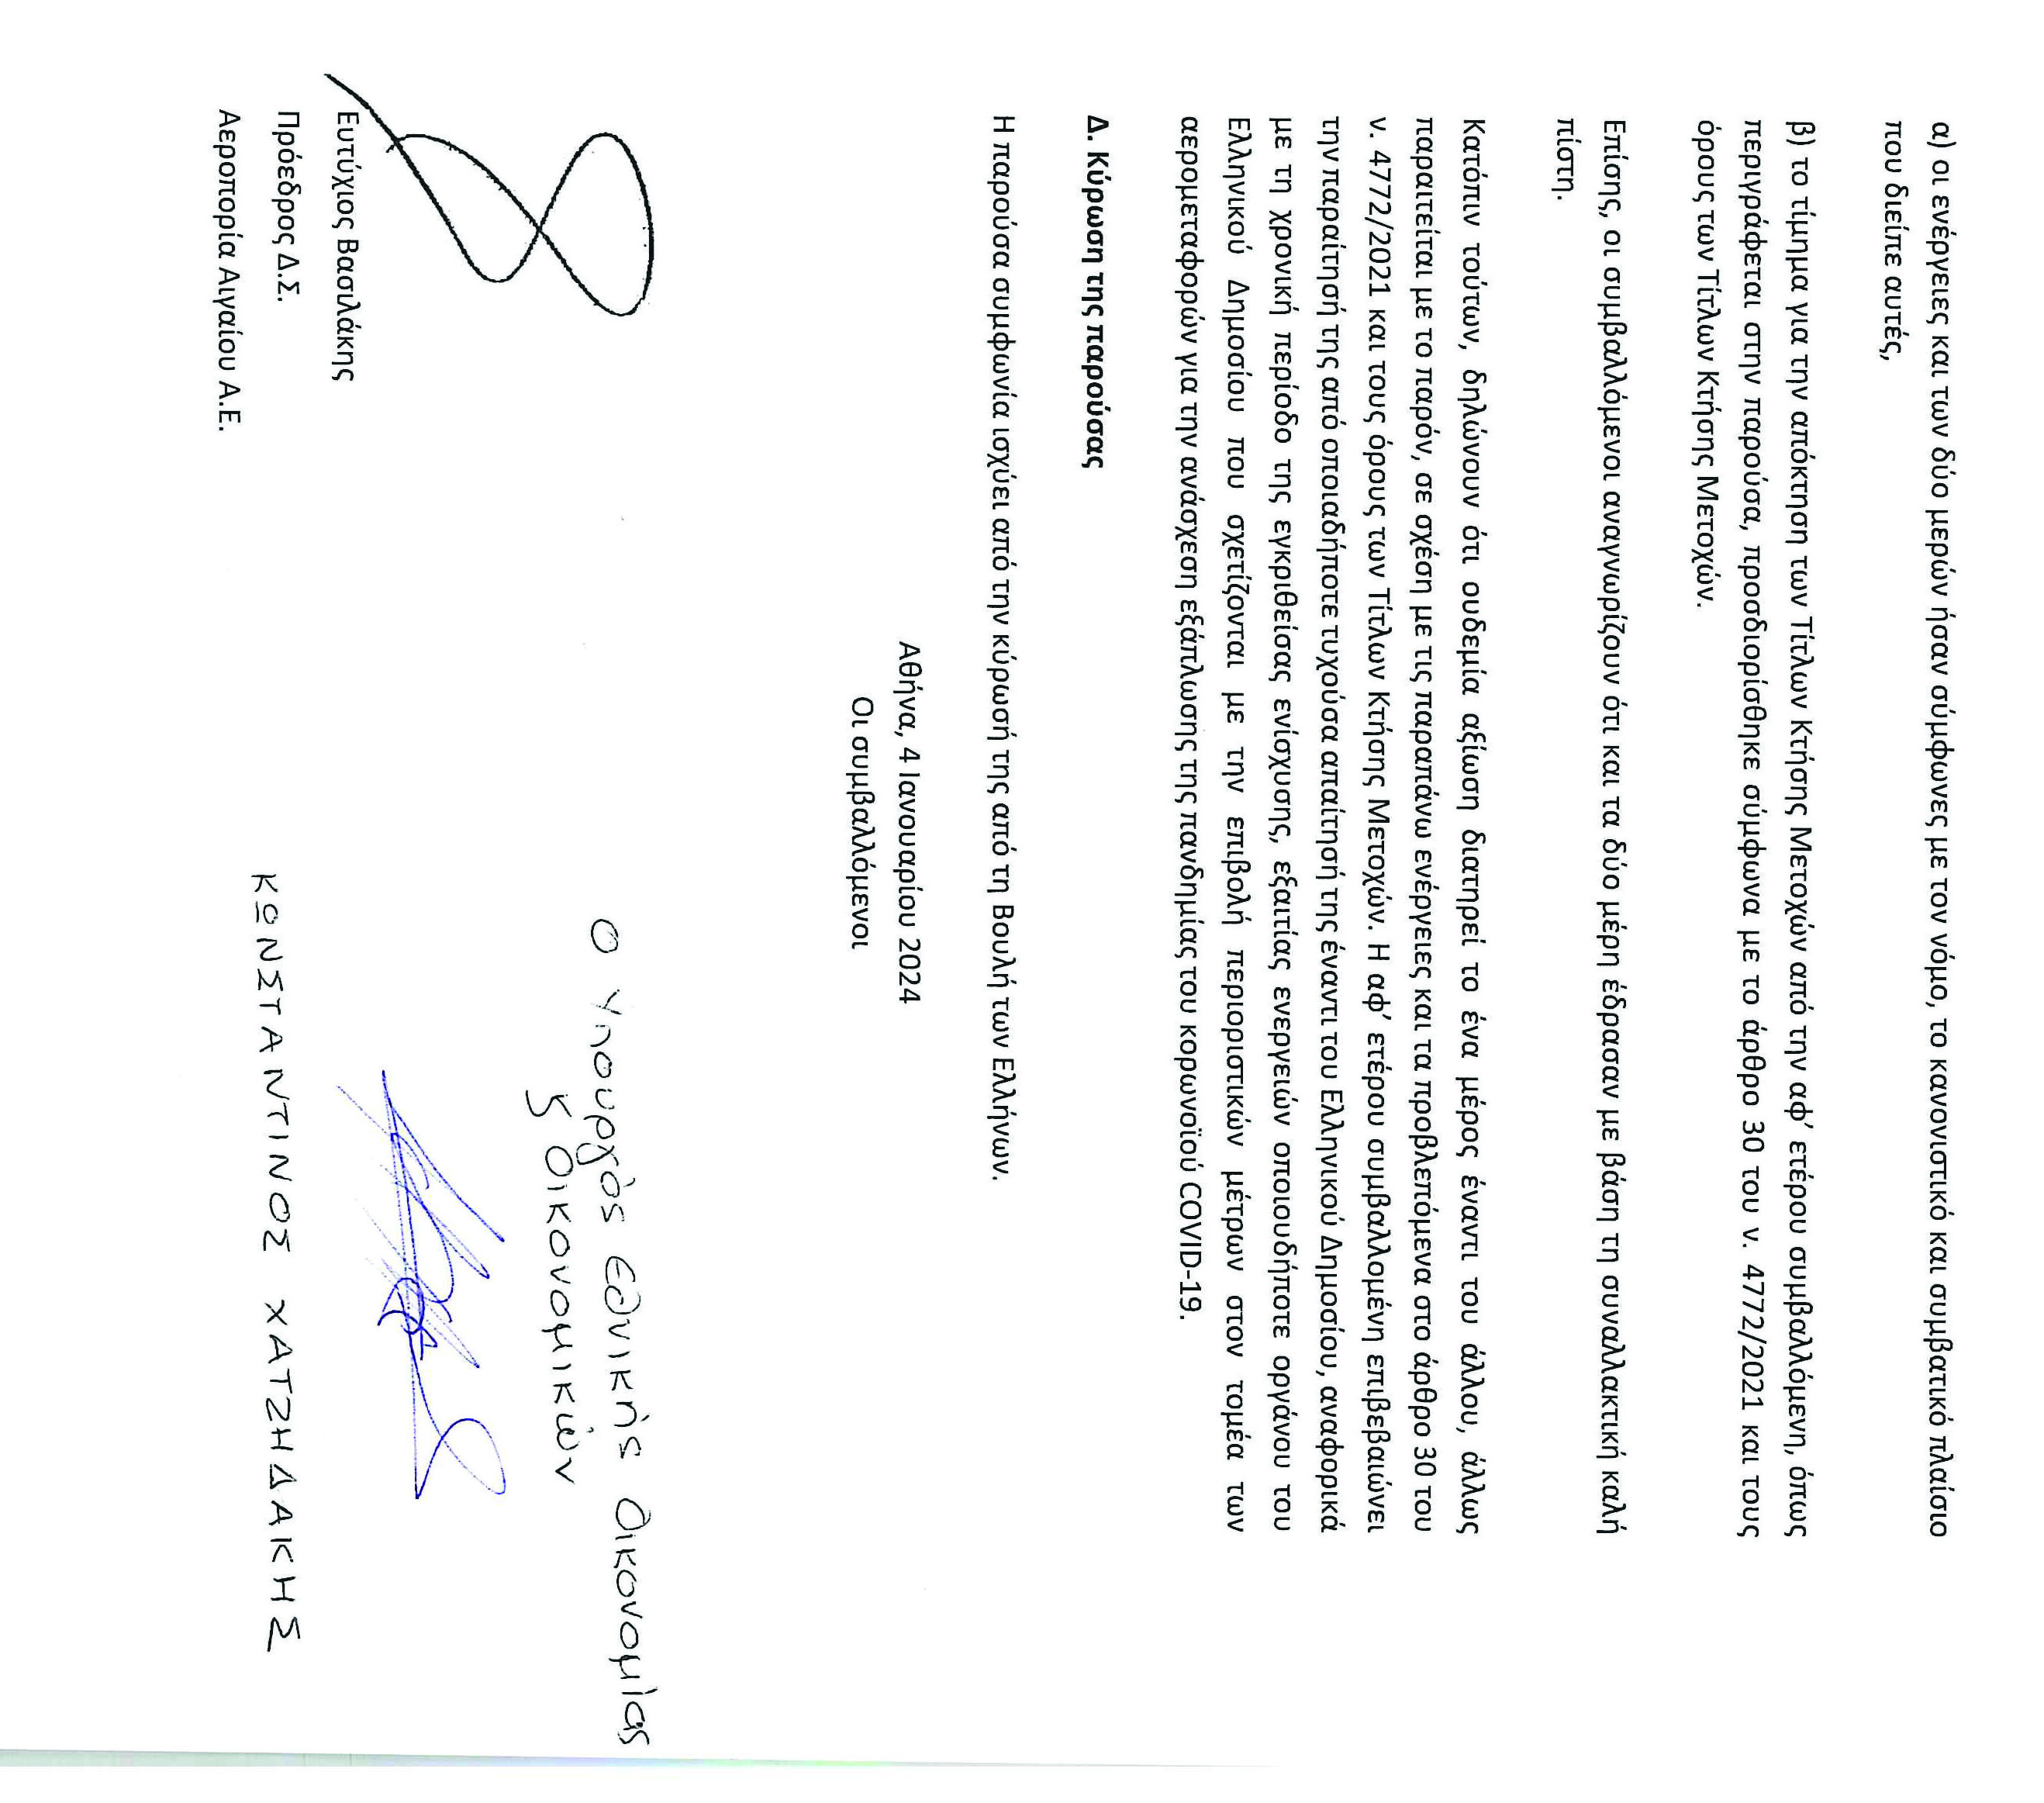 α) οι ενέργειες και των δύο μερών ήσαν σύμφωνες με τον νόμο, το κανονιστικό και συμβατικό πλαίσιο
που διείπε αυτές,
β) το τίμημα για την απόκτηση των Τίτλων Κτήσης Μετοχών από την αφ’ ετέρου συμβαλλόμενη, όπως
περιγράφεται στην παρούσα, προσδιορίσθηκε σύμφωνα με το άρθρο 30 του ν. 4772/2021 και τους
όρους των Τίτλων Κτήσης Μετοχών.
Επίσης, οι συμβαλλόμενοι αναγνωρίζουν ότι και τα δύο μέρη έδρασαν με βάση τη συναλλακτική καλή
πίστη.
Κατόπιν τούτων, δηλώνουν ότι ουδεμία αξίωση διατηρεί το ένα μέρος έναντι του άλλου, άλλως
παραιτείται με το παρόν, σε σχέση με τις παραπάνω ενέργειες και τα προβλεπόμενα στο άρθρο 30 του
ν. 4772/2021 και τους όρους των Τίτλων Κτήσης Μετοχών. Η αφ’ ετέρου συμβαλλομένη επιβεβαιώνει
την παραίτησή της από οποιαδήποτε τυχούσα απαίτησή της έναντι του Ελληνικού Δημοσίου, αναφορικά
με τη χρονική περίοδο της εγκριθείσας ενίσχυσης, εξαιτίας ενεργειών οποιουδήποτε οργάνου του
Ελληνικού Δημοσίου που σχετίζονται με την επιβολή περιοριστικών μέτρων στον τομέα των
αερομεταφορών για την ανάσχεση εξάπλωσης της πανδημίας του κορωνοϊού COVID-19.
Δ. Κύρωση της παρούσας
Η παρούσα συμφωνία ισχύει από την κύρωσή της από τη Βουλή των Ελλήνων.
Αθήνα, 4 Ιανουαρίου 2024
Οι συμβαλλόμενοι
Ο Υπουργός Εθνικής Οικονομίας
ζ Οικονομικών
Ευτύχιος Βασιλάκης
Πρόεδρος Δ.Σ.
Αεροπορία Αιγαίου Α.Ε.
ΚΩΝΣΤΑΝΤΙΝΟΣ ΧΑΤΖΗΔΑΚΗΣ